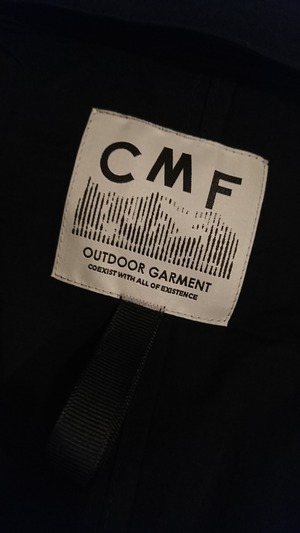 CMF
OUTDOOR GARMENT
COEXIST WITH ALL OF EXISTENCE